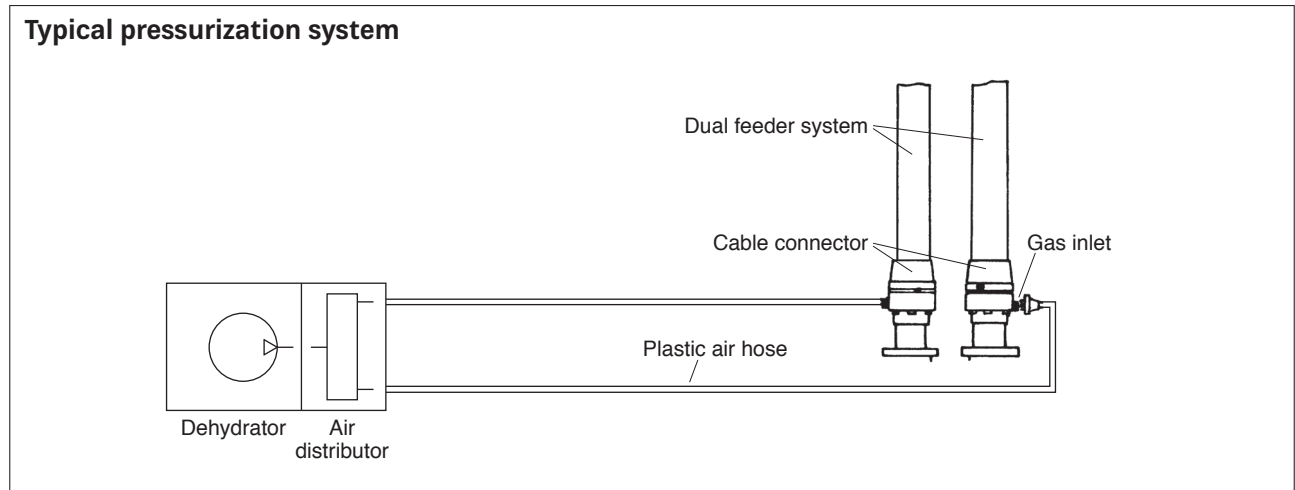 Typical pressurization system
Dual feeder system
Cable connector
Gas inlet
Plastic air hose
Dehydrator
Air
distributor